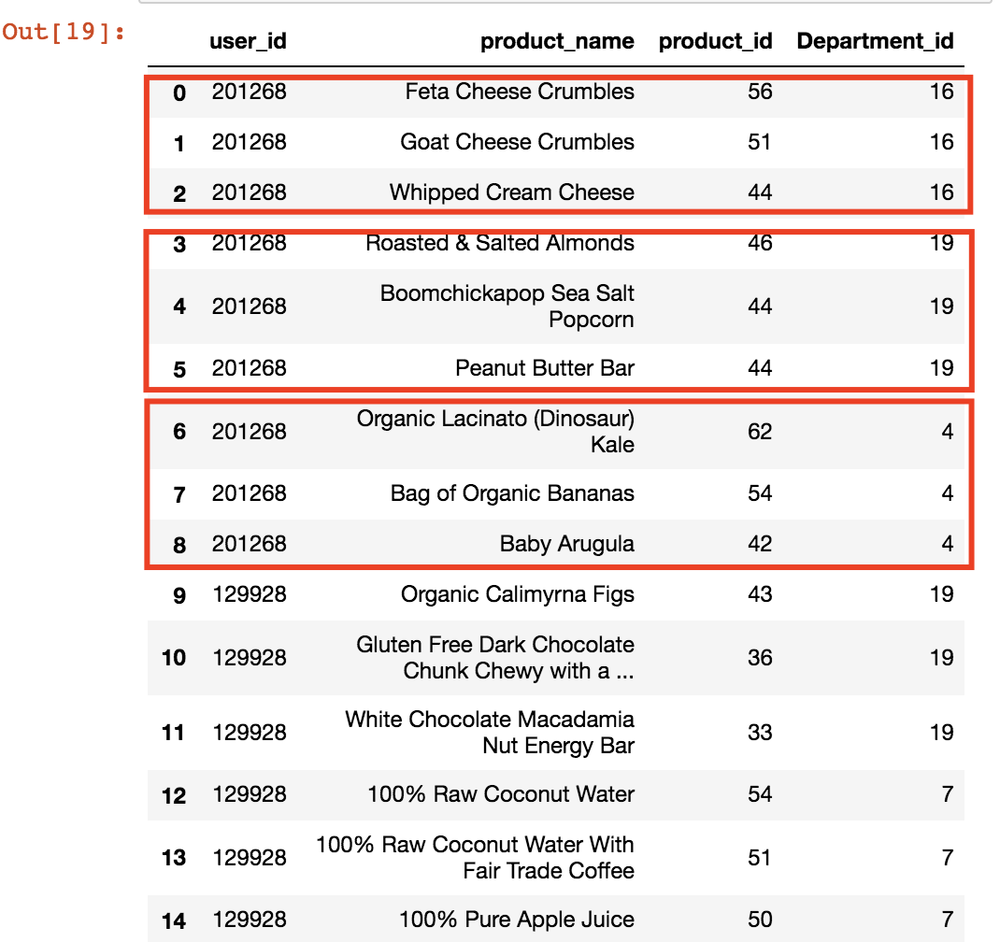 Out[19]:
user_id product_name product_id Department_id
0 201268 Feta Cheese Crumbles 56 16
1 201268 Goat Cheese Crumbles 51 16
2 201268 Whipped Cream Cheese 44 16
3 201268 Roasted & Salted Almonds 46 19
4 201268 Boomchickapop Sea Salt
Popcorn 44 19
5 201268 Peanut Butter Bar 44 19
6 201268 Organic Lacinato (Dinosaur)
Kale 62 4
7 201268 Bag of Organic Bananas 54 4
8 201268 Baby Arugula 42 4
9 129928 Organic Calimyrna Figs 43 19
10 129928 Gluten Free Dark Chocolate
Chunk Chewy with a ... 36 19
11 129928 White Chocolate Macadamia
Nut Energy Bar 33 19
12 129928 100% Raw Coconut Water 54 7
13 129928 100% Raw Coconut Water With
Fair Trade Coffee 51 7
14 129928 100% Pure Apple Juice 50 7